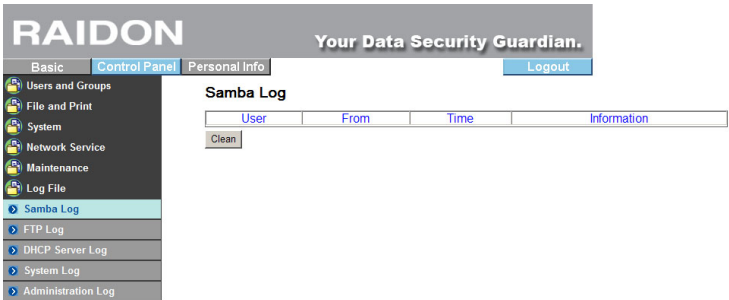 RAIDON
Your Data Security Guardian.
Basic
Control Panel
Personal Info
Logout
Users and Groups
File and Print
System
Network Service
Maintenance
Log File
Samba Log
FTP Log
DHCP Server Log
System Log
Administration Log
Samba Log
User From Time Information
Clean